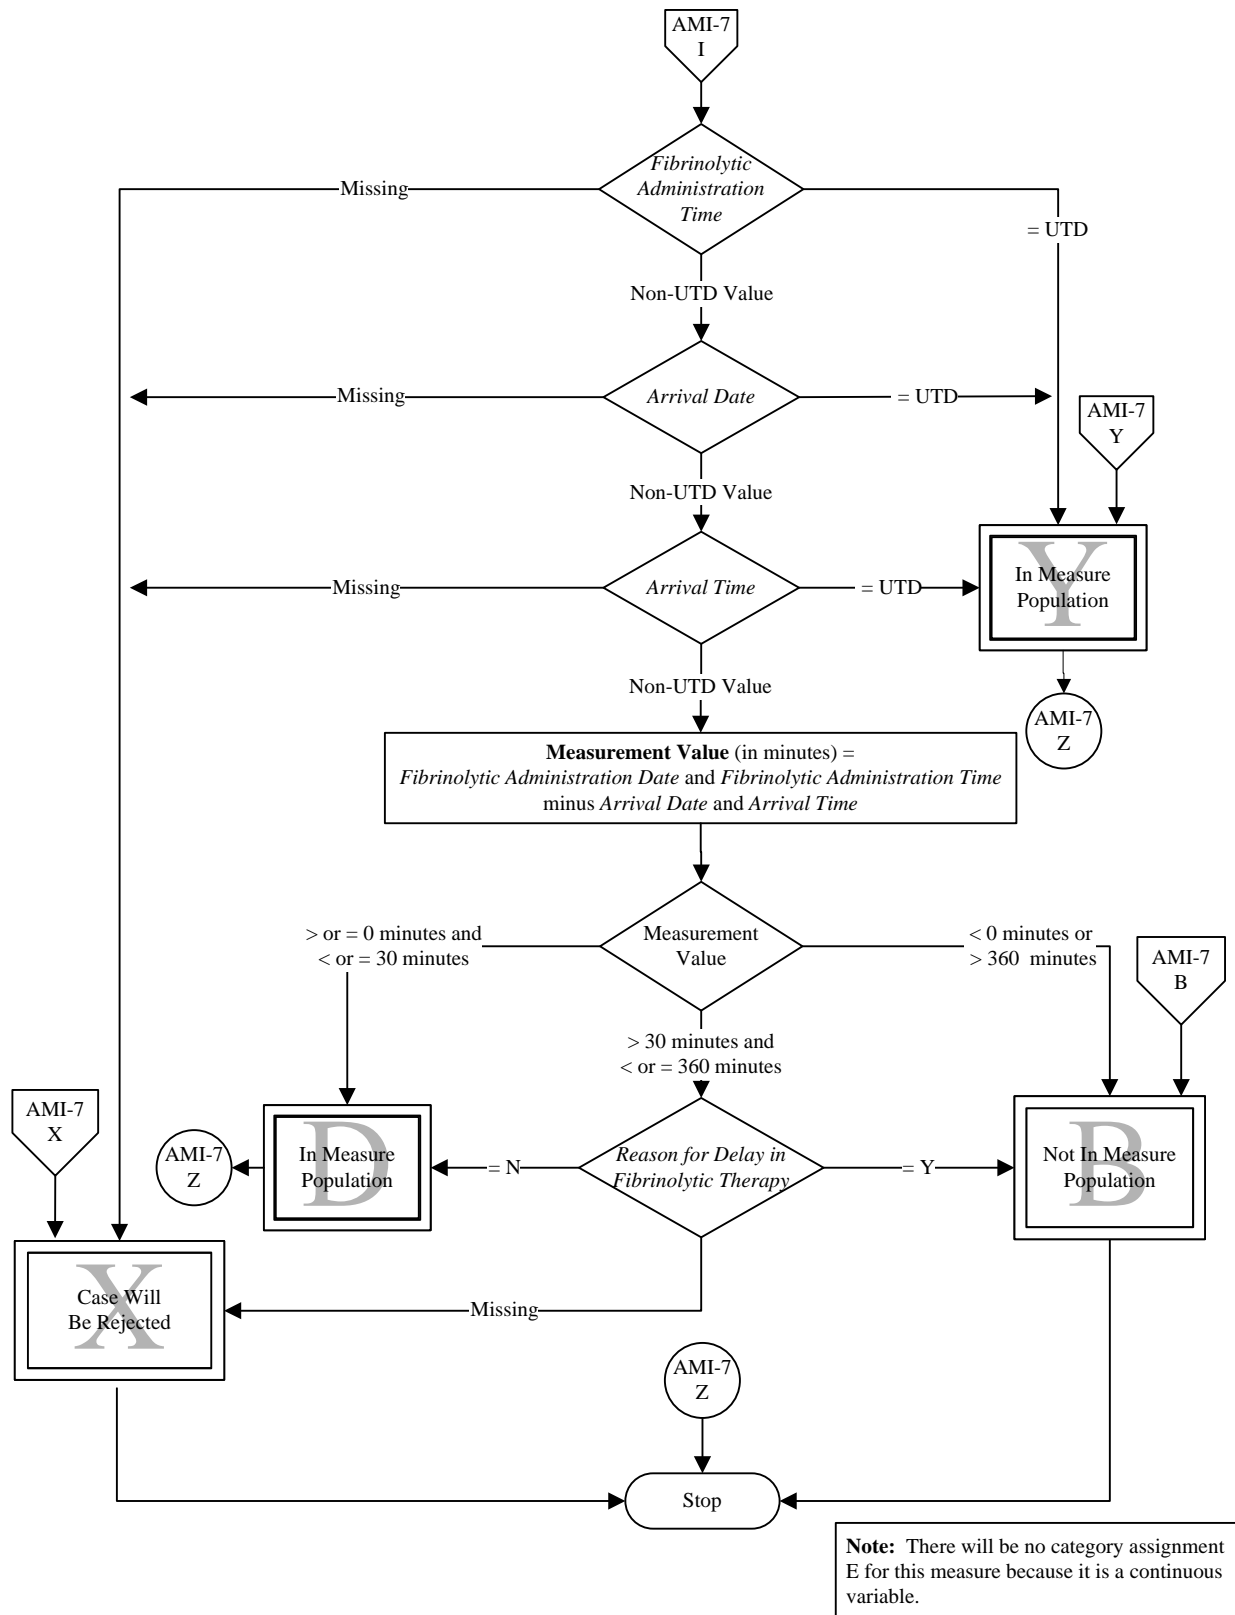 AMI-7
I
Fibrinolytic
Administration
Time
Missing
= UTD
Non-UTD Value
Arrival Date
Missing
= UTD
AMI-7
Y
Non-UTD Value
Arrival Time
Missing
= UTD
Y
In Measure
Population
Non-UTD Value
AMI-7
Z
Measurement Value (in minutes) =
Fibrinolytic Administration Date and Fibrinolytic Administration Time
minus Arrival Date and Arrival Time
Measurement
Value
> or = 0 minutes and
< or = 30 minutes
< 0 minutes or
> 360  minutes
AMI-7
B
> 30 minutes and
< or = 360 minutes
AMI-7
X
AMI-7
Z
D
In Measure
Population
= N
Reason for Delay in
Fibrinolytic Therapy
= Y
B
Not In Measure
Population
X
Case Will
Be Rejected
Missing
AMI-7
Z
Stop
Note:  There will be no category assignment
E for this measure because it is a continuous
variable.